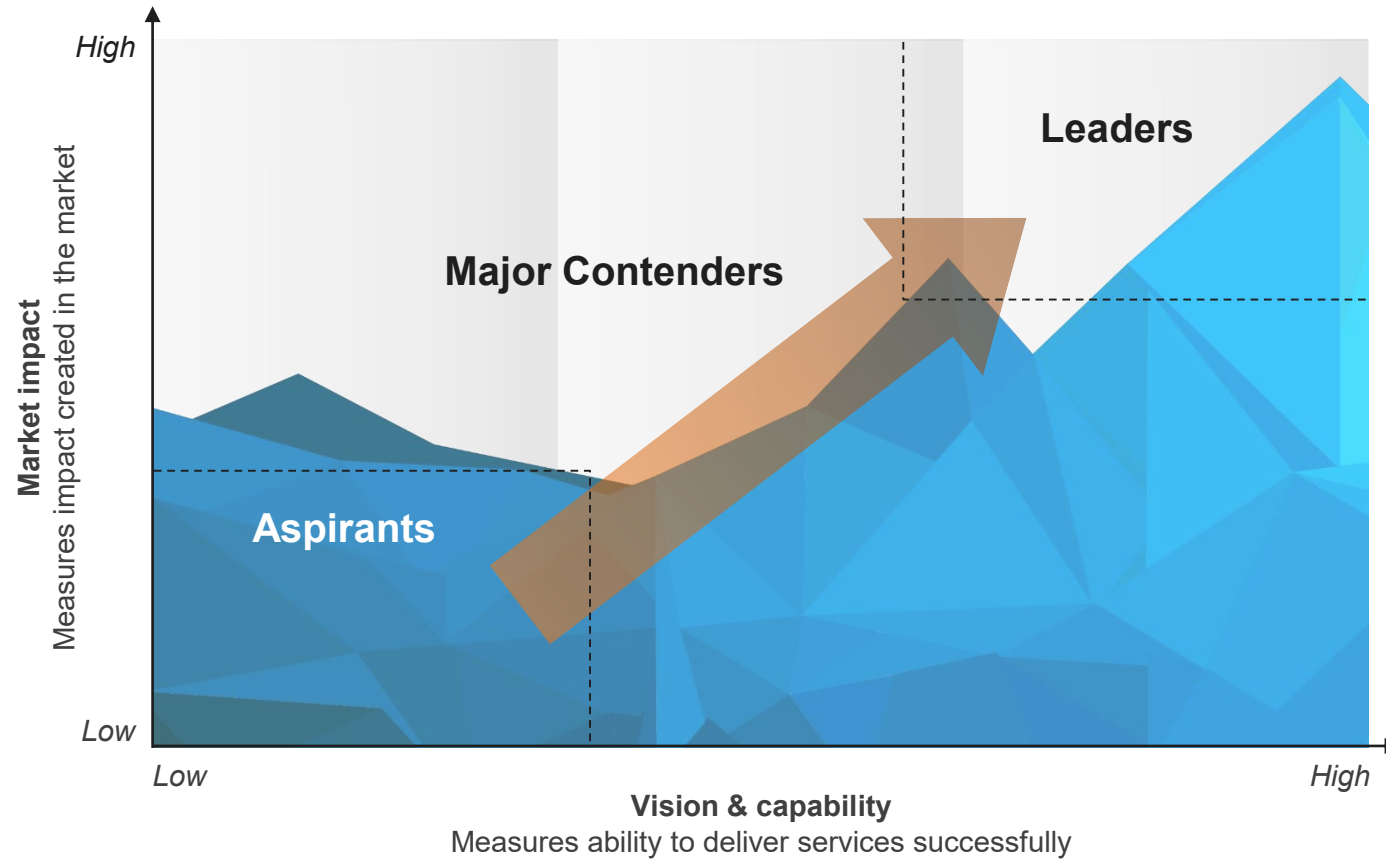 High
Leaders
Major Contenders
Market impact
Measures impact created in the market
Aspirants
Low
Low
High
Vision & capability
Measures ability to deliver services successfully